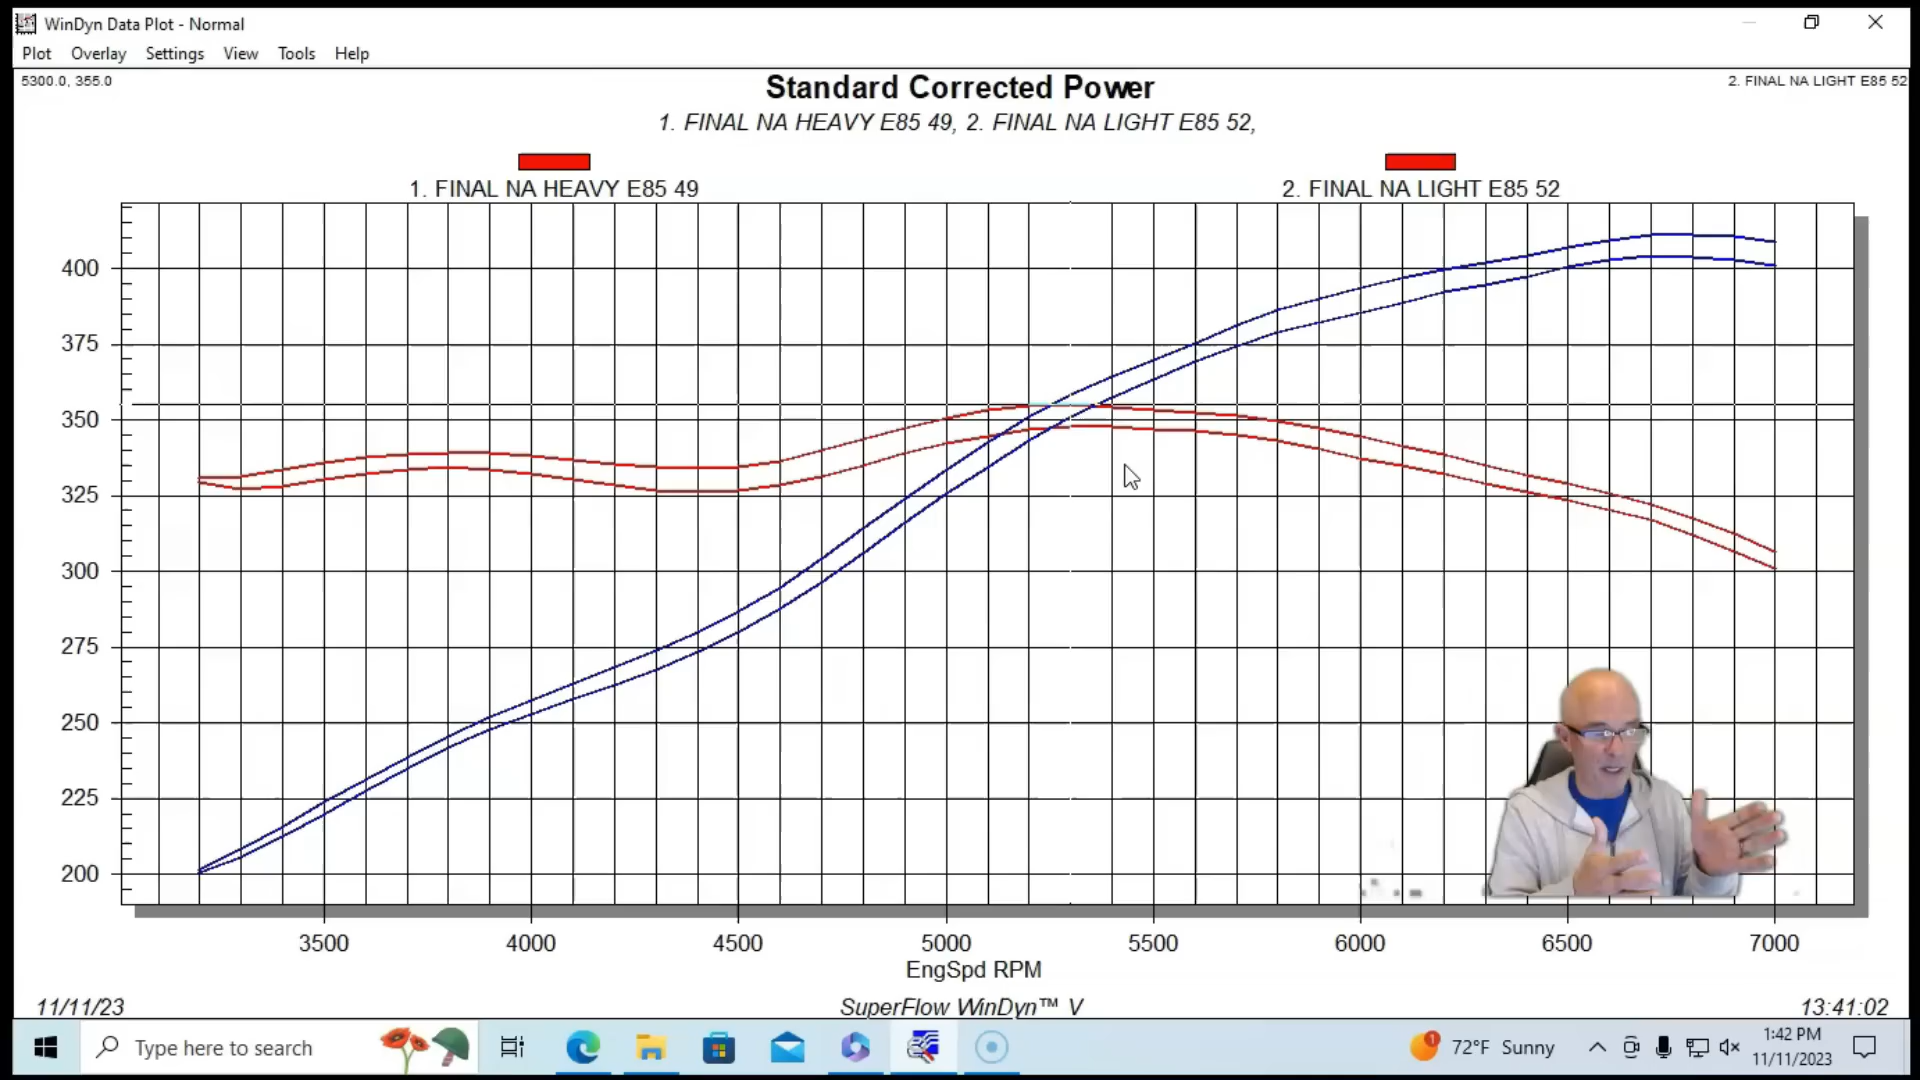 WinDyn Data Plot - Normal
Plot Overlay Settings View Tools Help
5300.0, 355.0
Standard Corrected Power
2. FINAL NA LIGHT E85 52
1. FINAL NA HEAVY E85 49, 2. FINAL NA LIGHT E85 52,
1. FINAL NA HEAVY E85 49
2. FINAL NA LIGHT E85 52
400
375
350
325
300
275
250
225
200
3500 4000 4500 5000 5500 6000 6500 7000
EngSpd RPM
11/11/23 SuperFlow WinDyn™ V 13:41:02
Type here to search
1
72°F Sunny
1:42 PM
11/11/2023